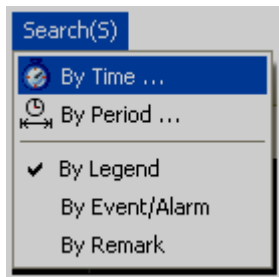 Search(S)
By Time ...
By Period ...
By Legend
By Event/Alarm
By Remark